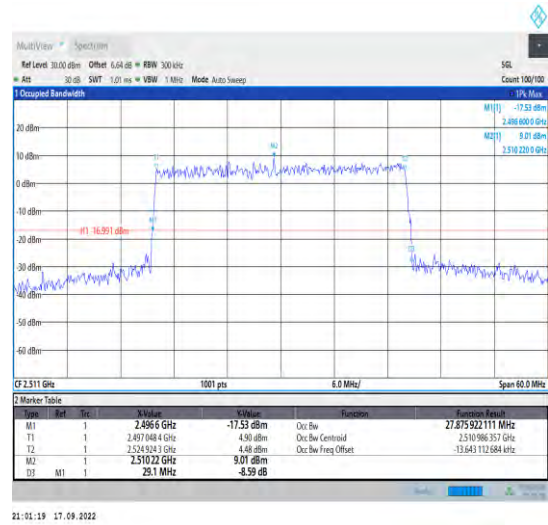 MultiView Spectrum
Ref Level 30.00 dBm Offset 6.64 dB RBW 300 kHz SGL
Att 30 dB SWT 1.01 ms VBW 1 MHz Mode Auto Sweep Count 100/100
1 Occupied Bandwidth 1Pk Max
M1[1] -17.53 dBm
2.496 600 0 GHz
M2[1] 9.01 dBm
2.510 220 0 GHz
20 dBm
10 dBm
0 dBm
-10 dBm
-20 dBm
-30 dBm
-40 dBm
-60 dBm
M2
H1 -16.991 dBm
CF 2.511 GHz 1001 pts 6.0 MHz/ Span 60.0 MHz
2 Marker Table
Type Ref Trc X-Value Y-Value Function Function Result
M1 1 2.4966 GHz -17.53 dBm Occ Bw 27.875 922 111 MHz
T1 1 2.497 048 4 GHz 4.90 dBm Occ Bw Centroid 2.510 986 357 GHz
T2 1 2.524 924 3 GHz 4.48 dBm Occ Bw Freq Offset -13.643 112 684 kHz
M2 1 2.510 22 GHz 9.01 dBm
D3 M1 1 29.1 MHz -8.59 dB
21:01:19 17.09.2022